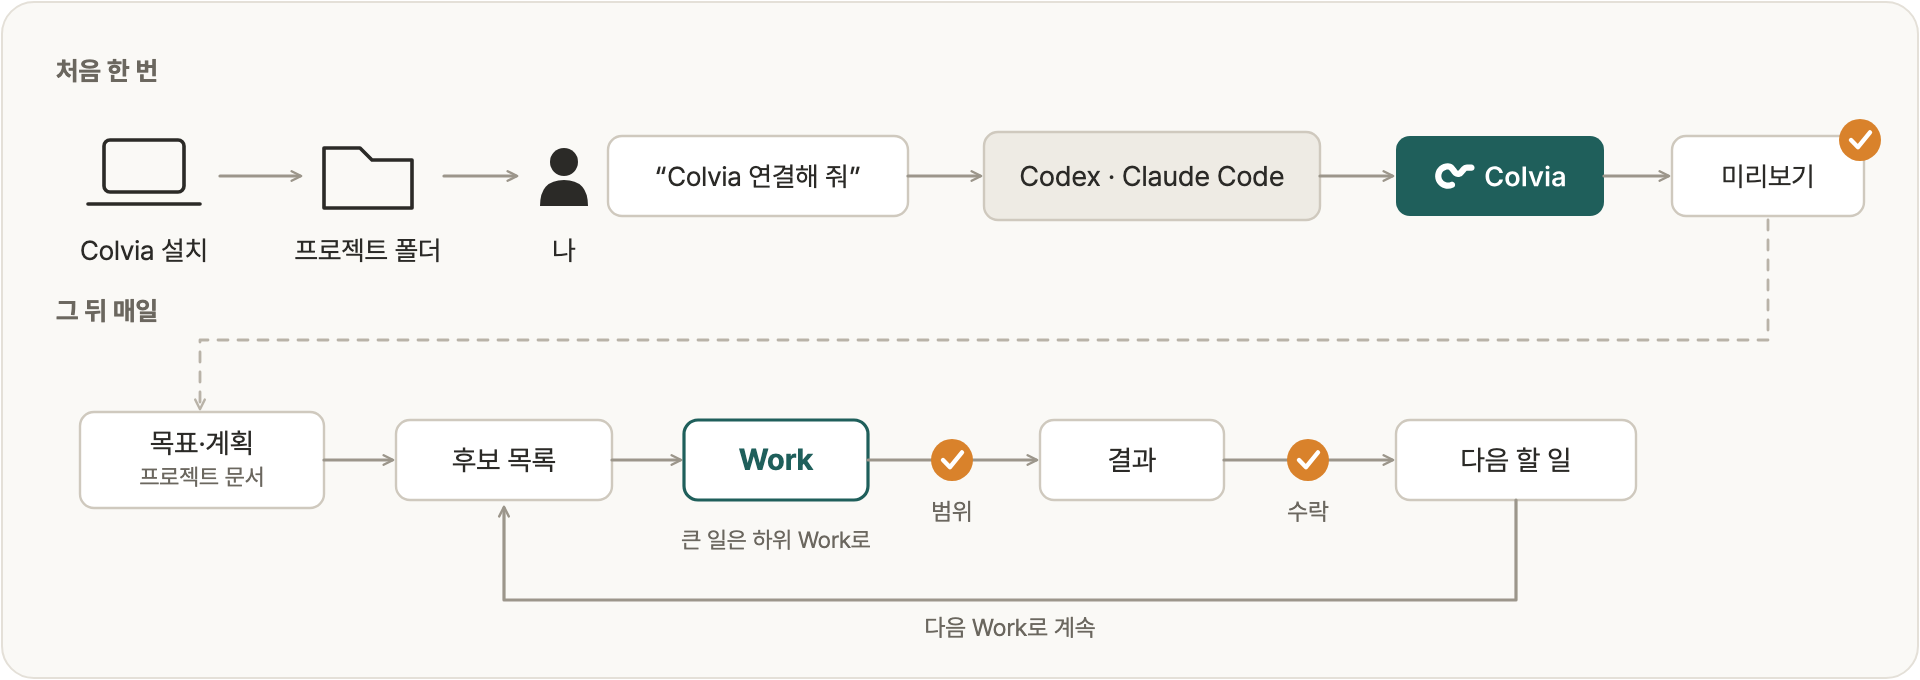 처음 한 번
Colvia 설치
프로젝트 폴더
나
“Colvia 연결해 줘”
Codex · Claude Code
Colvia
미리보기
그 뒤 매일
목표·계획
프로젝트 문서
후보 목록
Work
큰 일은 하위 Work로
범위
결과
수락
다음 할 일
다음 Work로 계속